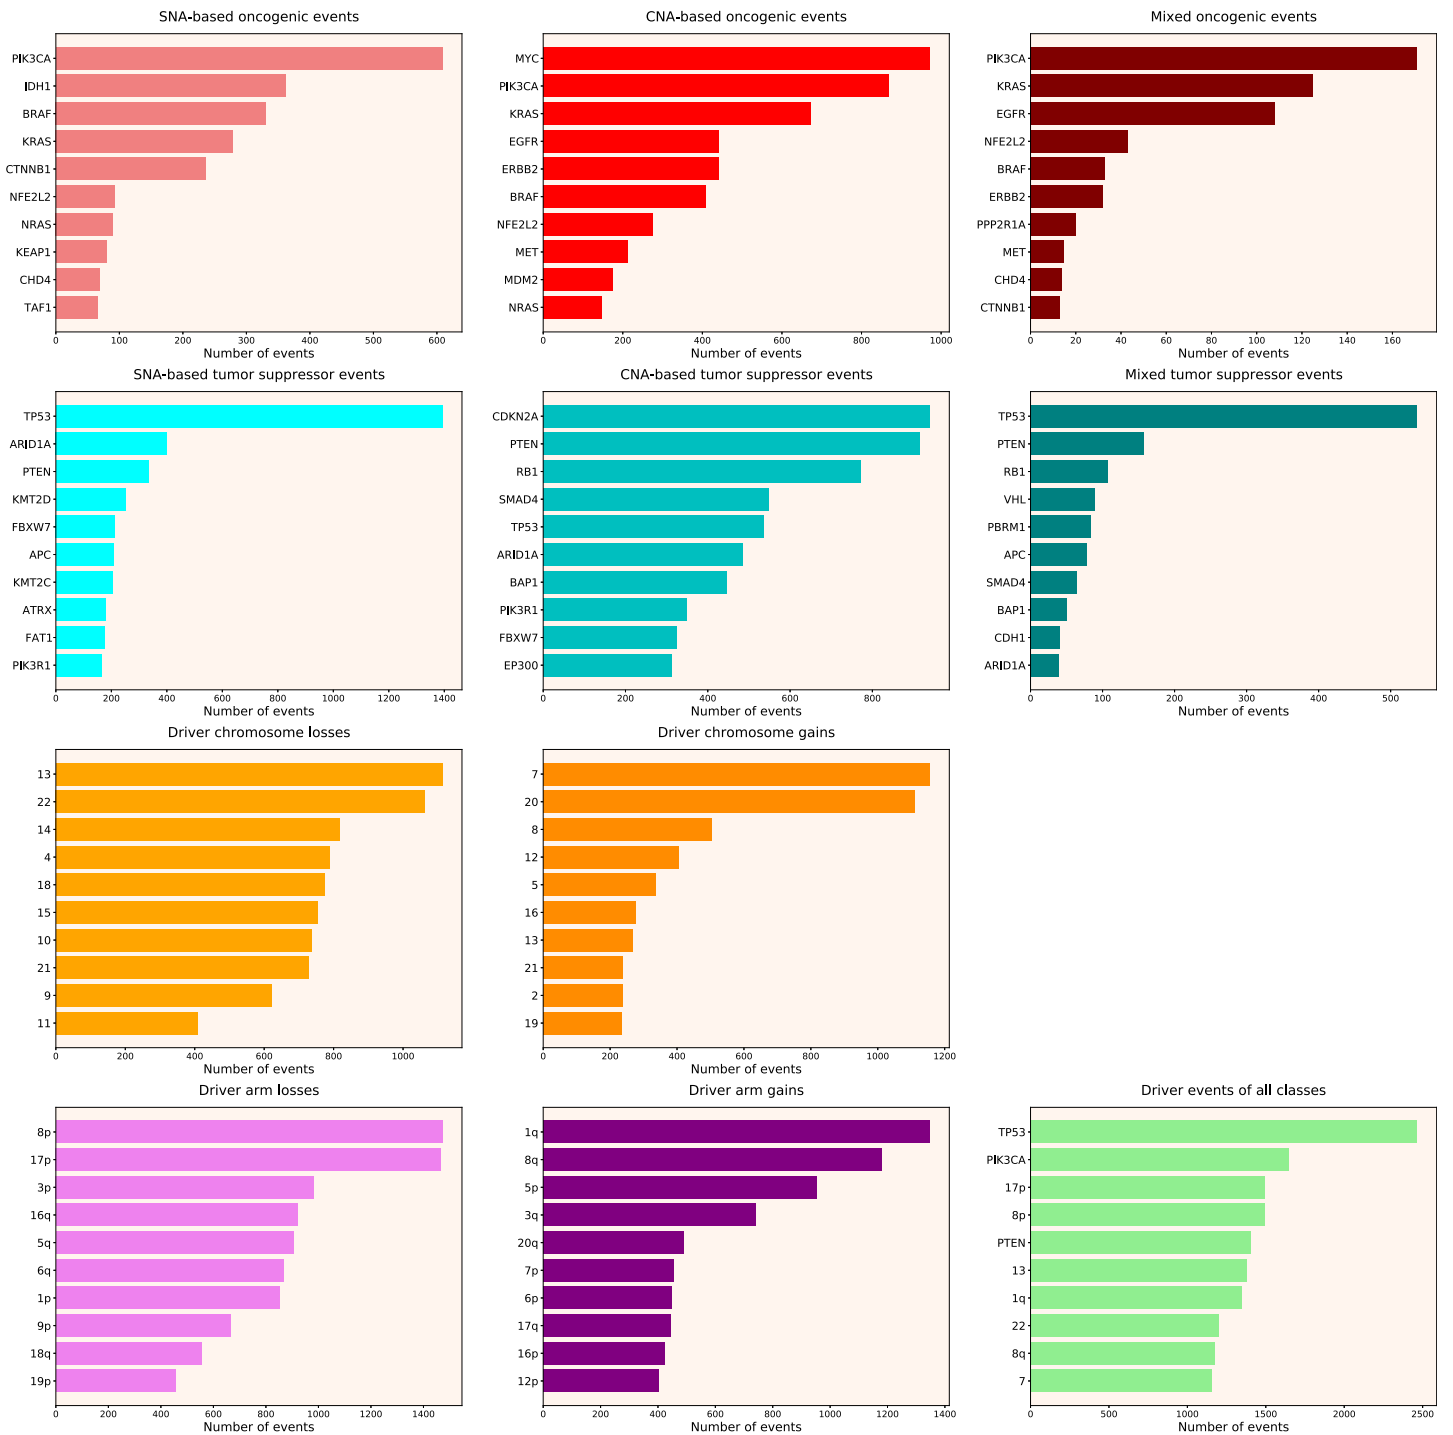 SNA-based oncogenic events
PIK3CA
IDH1
BRAF
KRAS
CTNNB1
NFE2L2
NRAS
KEAP1
CHD4
TAF1
0 100 200 300 400 500 600
Number of events
CNA-based oncogenic events
MYC
PIK3CA
KRAS
EGFR
ERBB2
BRAF
NFE2L2
MET
MDM2
NRAS
0 200 400 600 800 1000
Number of events
Mixed oncogenic events
PIK3CA
KRAS
EGFR
NFE2L2
BRAF
ERBB2
PPP2R1A
MET
CHD4
CTNNB1
0 20 40 60 80 100 120 140 160
Number of events
SNA-based tumor suppressor events
TP53
ARID1A
PTEN
KMT2D
FBXW7
APC
KMT2C
ATRX
FAT1
PIK3R1
0 200 400 600 800 1000 1200 1400
Number of events
CNA-based tumor suppressor events
CDKN2A
PTEN
RB1
SMAD4
TP53
ARID1A
BAP1
PIK3R1
FBXW7
EP300
0 200 400 600 800
Number of events
Mixed tumor suppressor events
TP53
PTEN
RB1
VHL
PBRM1
APC
SMAD4
BAP1
CDH1
ARID1A
0 100 200 300 400 500
Number of events
Driver chromosome losses
13
22
14
4
18
15
10
21
9
11
0 200 400 600 800 1000
Number of events
Driver chromosome gains
7
20
8
12
5
16
13
21
2
19
0 200 400 600 800 1000 1200
Number of events
Driver arm losses
8p
17p
3p
16q
5q
6q
1p
9p
18q
19p
0 200 400 600 800 1000 1200 1400
Number of events
Driver arm gains
1q
8q
5p
3q
20q
7p
6p
17q
16p
12p
0 200 400 600 800 1000 1200 1400
Number of events
Driver events of all classes
TP53
PIK3CA
17p
8p
PTEN
13
1q
22
8q
7
0 500 1000 1500 2000 2500
Number of events